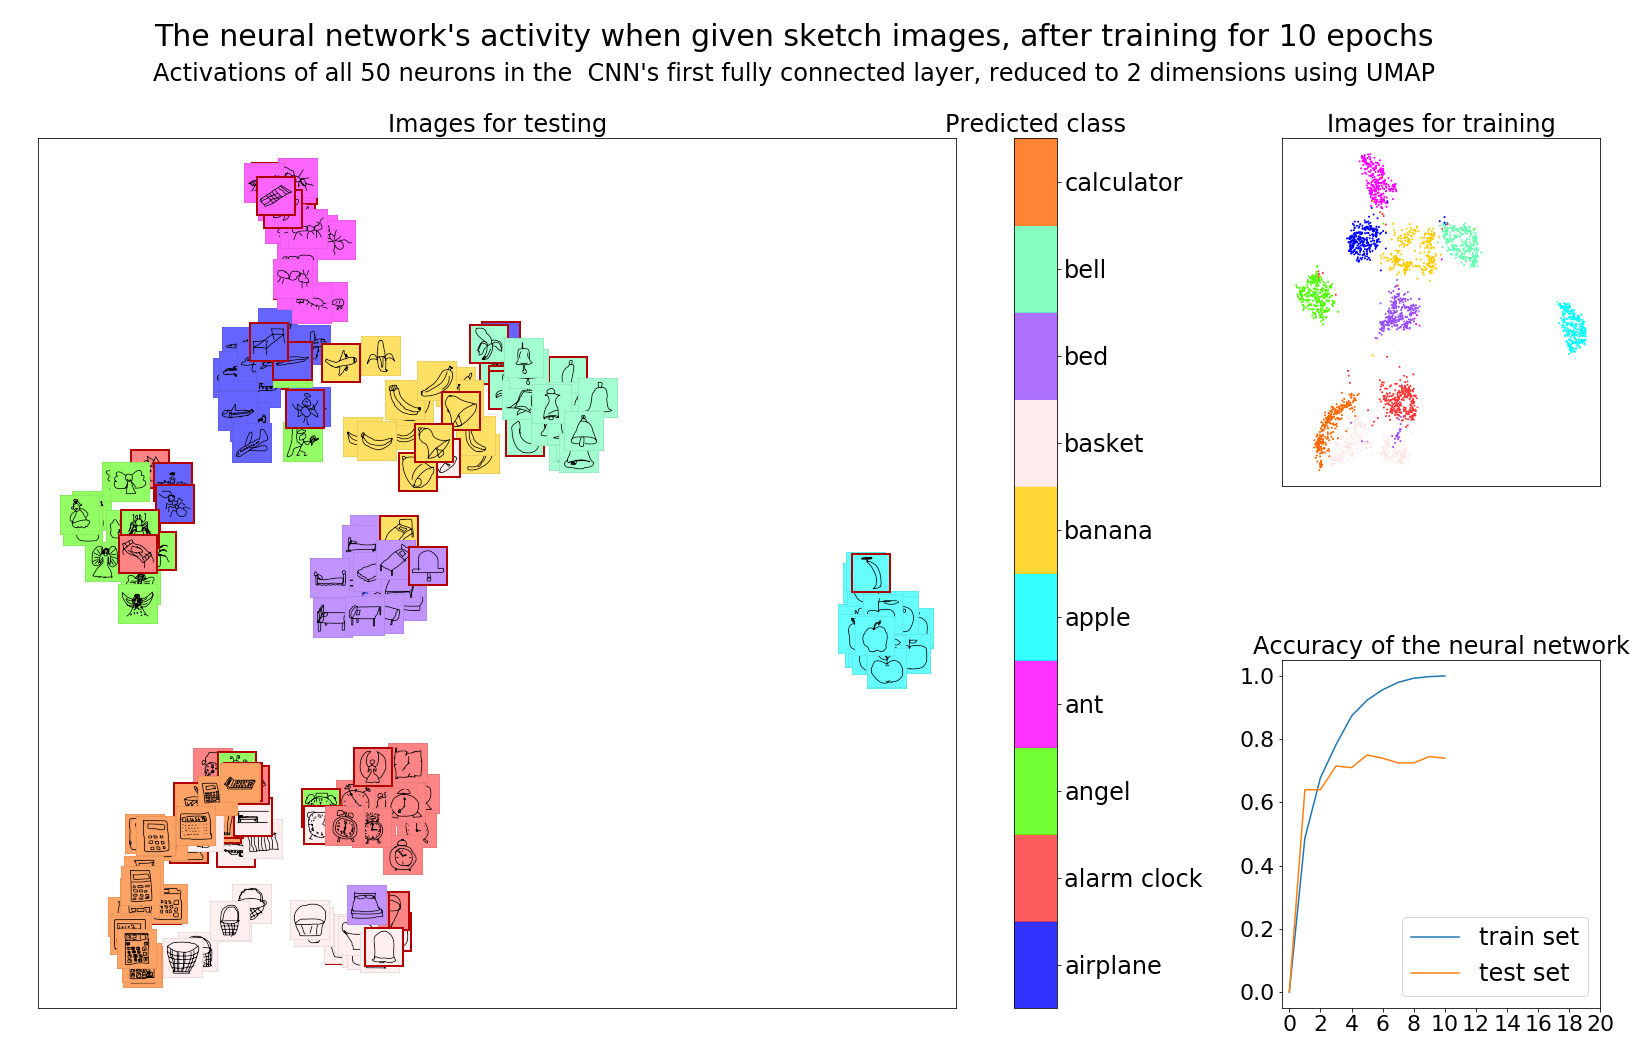 The neural network's activity when given sketch images, after training for 10 epochs
Activations of all 50 neurons in the  CNN's first fully connected layer, reduced to 2 dimensions using UMAP
Images for testing
Predicted class
calculator
bell
bed
basket
banana
apple
ant
angel
alarm clock
airplane
Images for training
Accuracy of the neural network
1.0
0.8
0.6
0.4
0.2
0.0
train set
test set
0 2 4 6 8 10 12 14 16 18 20